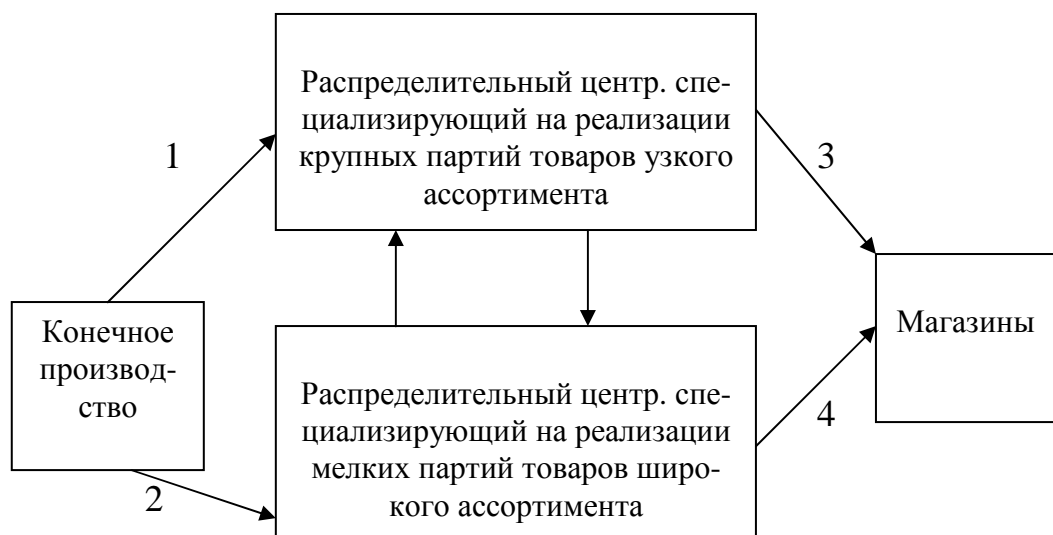 Распределительный центр. спе-
циализирующий на реализации
крупных партий товаров узкого
ассортимента
1
3
Конечное
производ-
ство
Магазины
Распределительный центр. спе-
циализирующий на реализации
мелких партий товаров широ-
кого ассортимента
2
4